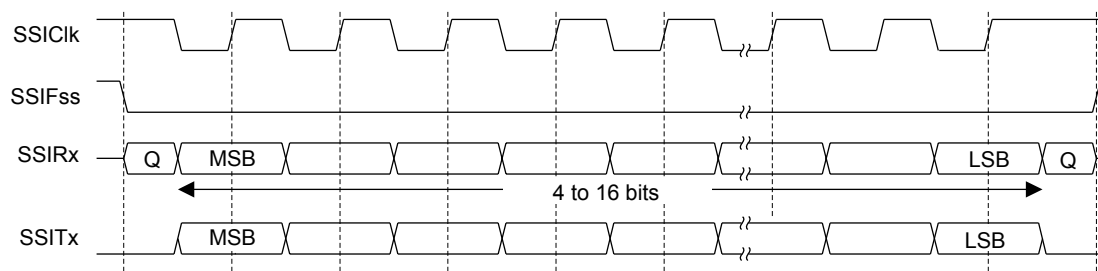 SSIClk
SSIFss
SSIRx Q MSB LSB Q
4 to 16 bits
SSITx MSB LSB